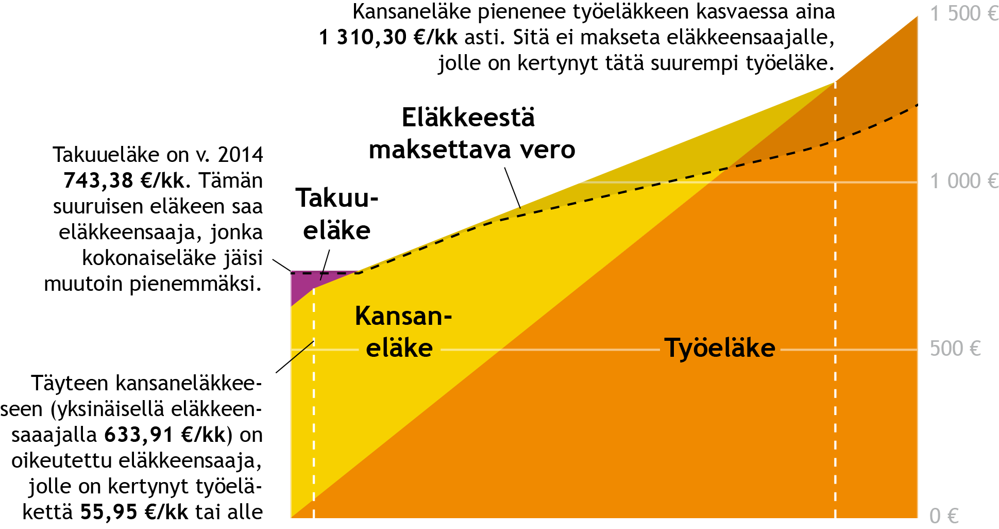 Kansaneläke pienenee työeläkkeen kasvaessa aina
1 310,30 €/kk asti. Sitä ei makseta eläkkeensaajalle,
jolle on kertynyt tätä suurempi työeläke.
1 500 €
Eläkkeestä
maksettava vero
Takuueläke on v. 2014
743,38 €/kk. Tämän
suuruisen eläkeen saa
eläkkeensaaja, jonka
kokonaiseläke jäisi
muutoin pienemmäksi.
Takuu-
eläke
1 000 €
Kansan-
eläke
Työeläke
500 €
Täyteen kansaneläkkee-
seen (yksinäisellä eläkkeen-
saaajalla 633,91 €/kk) on
oikeutettu eläkkeensaaja,
jolle on kertynyt työelä-
kettä 55,95 €/kk tai alle
0 €